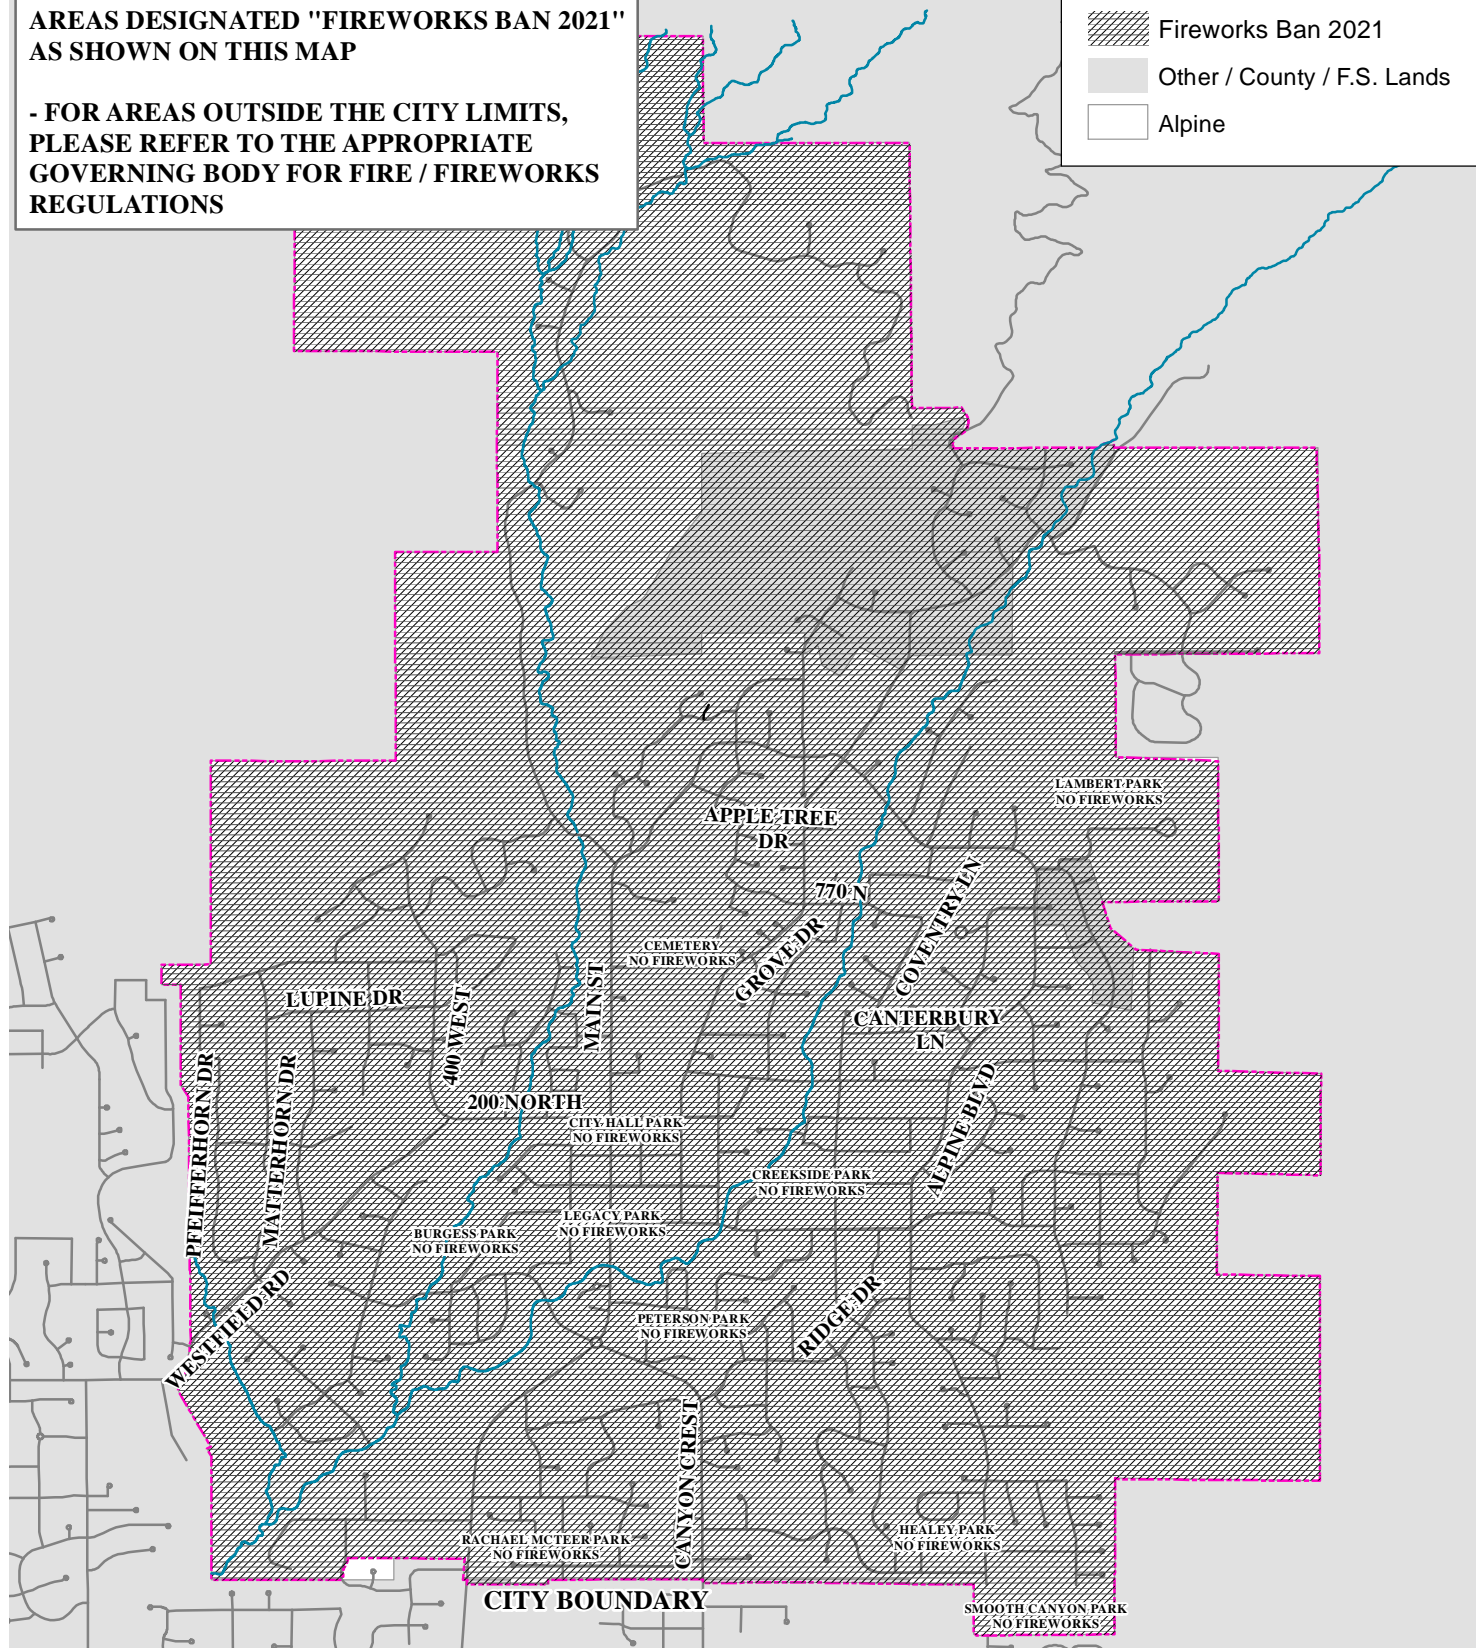 AREAS DESIGNATED "FIREWORKS BAN 2021"
AS SHOWN ON THIS MAP
- FOR AREAS OUTSIDE THE CITY LIMITS,
PLEASE REFER TO THE APPROPRIATE
GOVERNING BODY FOR FIRE / FIREWORKS
REGULATIONS
Fireworks Ban 2021
Other / County / F.S. Lands
Alpine
LAMBERT PARK
NO FIREWORKS
APPLE TREE
DR
770 N
COVENTRY LN
CEMETERY
NO FIREWORKS
GROVE DR
LUPINE DR
400 WEST
MAIN ST
CANTERBURY
LN
PFEIFFERHORN DR
MATTERHORN DR
200 NORTH
CITY HALL PARK
NO FIREWORKS
ALPINE BLVD
CREEKSIDE PARK
NO FIREWORKS
LEGACY PARK
NO FIREWORKS
BURGESS PARK
NO FIREWORKS
WESTFIELD RD
PETERSON PARK
NO FIREWORKS
RIDGE DR
CANYON CREST
RACHAEL MCTEER PARK
NO FIREWORKS
HEALEY PARK
NO FIREWORKS
CITY BOUNDARY
SMOOTH CANYON PARK
NO FIREWORKS